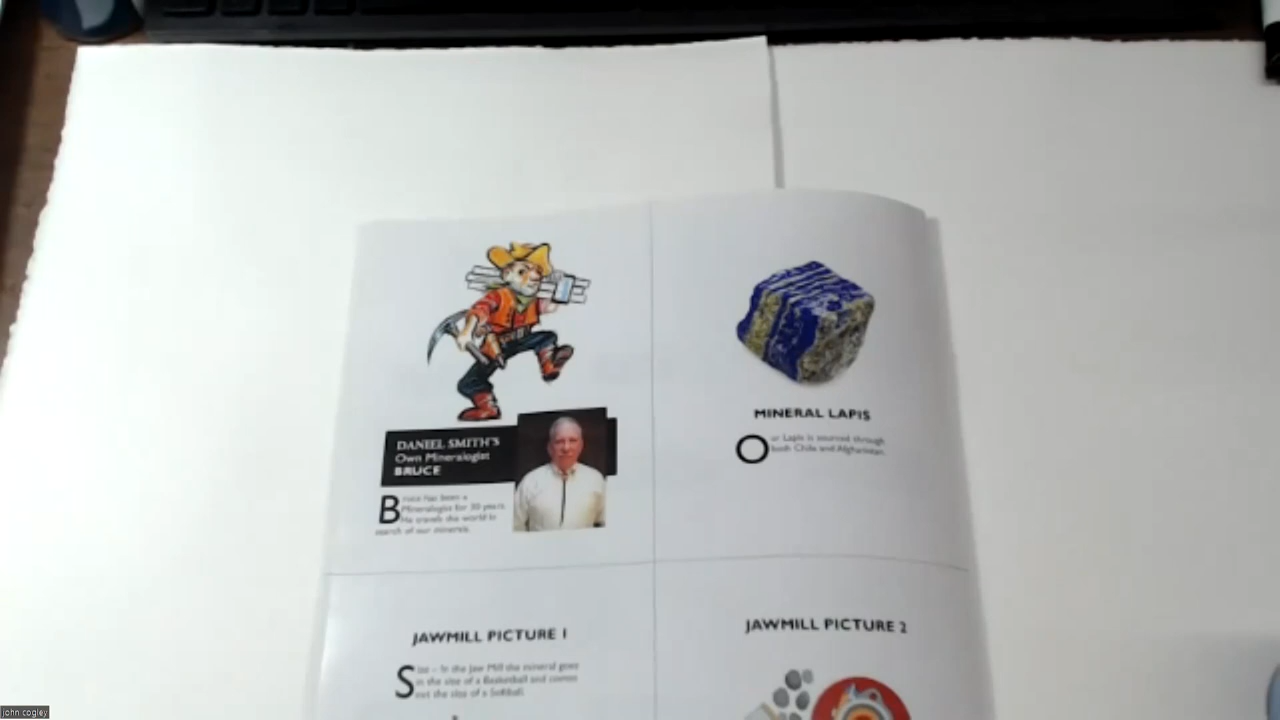 DANIEL SMITH'S
Own Mineralogist
BRUCE
Bruce has been a
Mineralogist for 30 years.
He travels the world in
search of our minerals.
MINERAL LAPIS
Our Lapis is sourced through
both Chile and Afghanistan.
JAWMILL PICTURE 1
Size - In the Jaw Mill the mineral goes
in the size of a Basketball and comes
out the size of a Softball.
JAWMILL PICTURE 2
john cogley